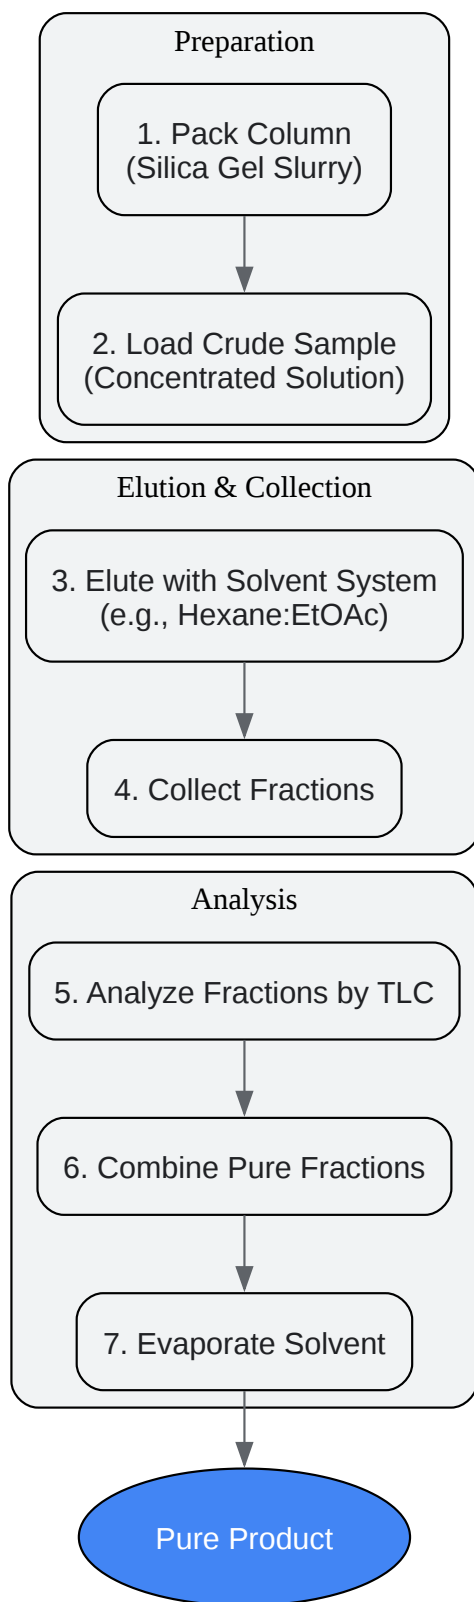 Preparation
1. Pack Column
(Silica Gel Slurry)
2. Load Crude Sample
(Concentrated Solution)
Elution & Collection
3. Elute with Solvent System
(e.g., Hexane:EtOAc)
4. Collect Fractions
Analysis
5. Analyze Fractions by TLC
6. Combine Pure Fractions
7. Evaporate Solvent
Pure Product